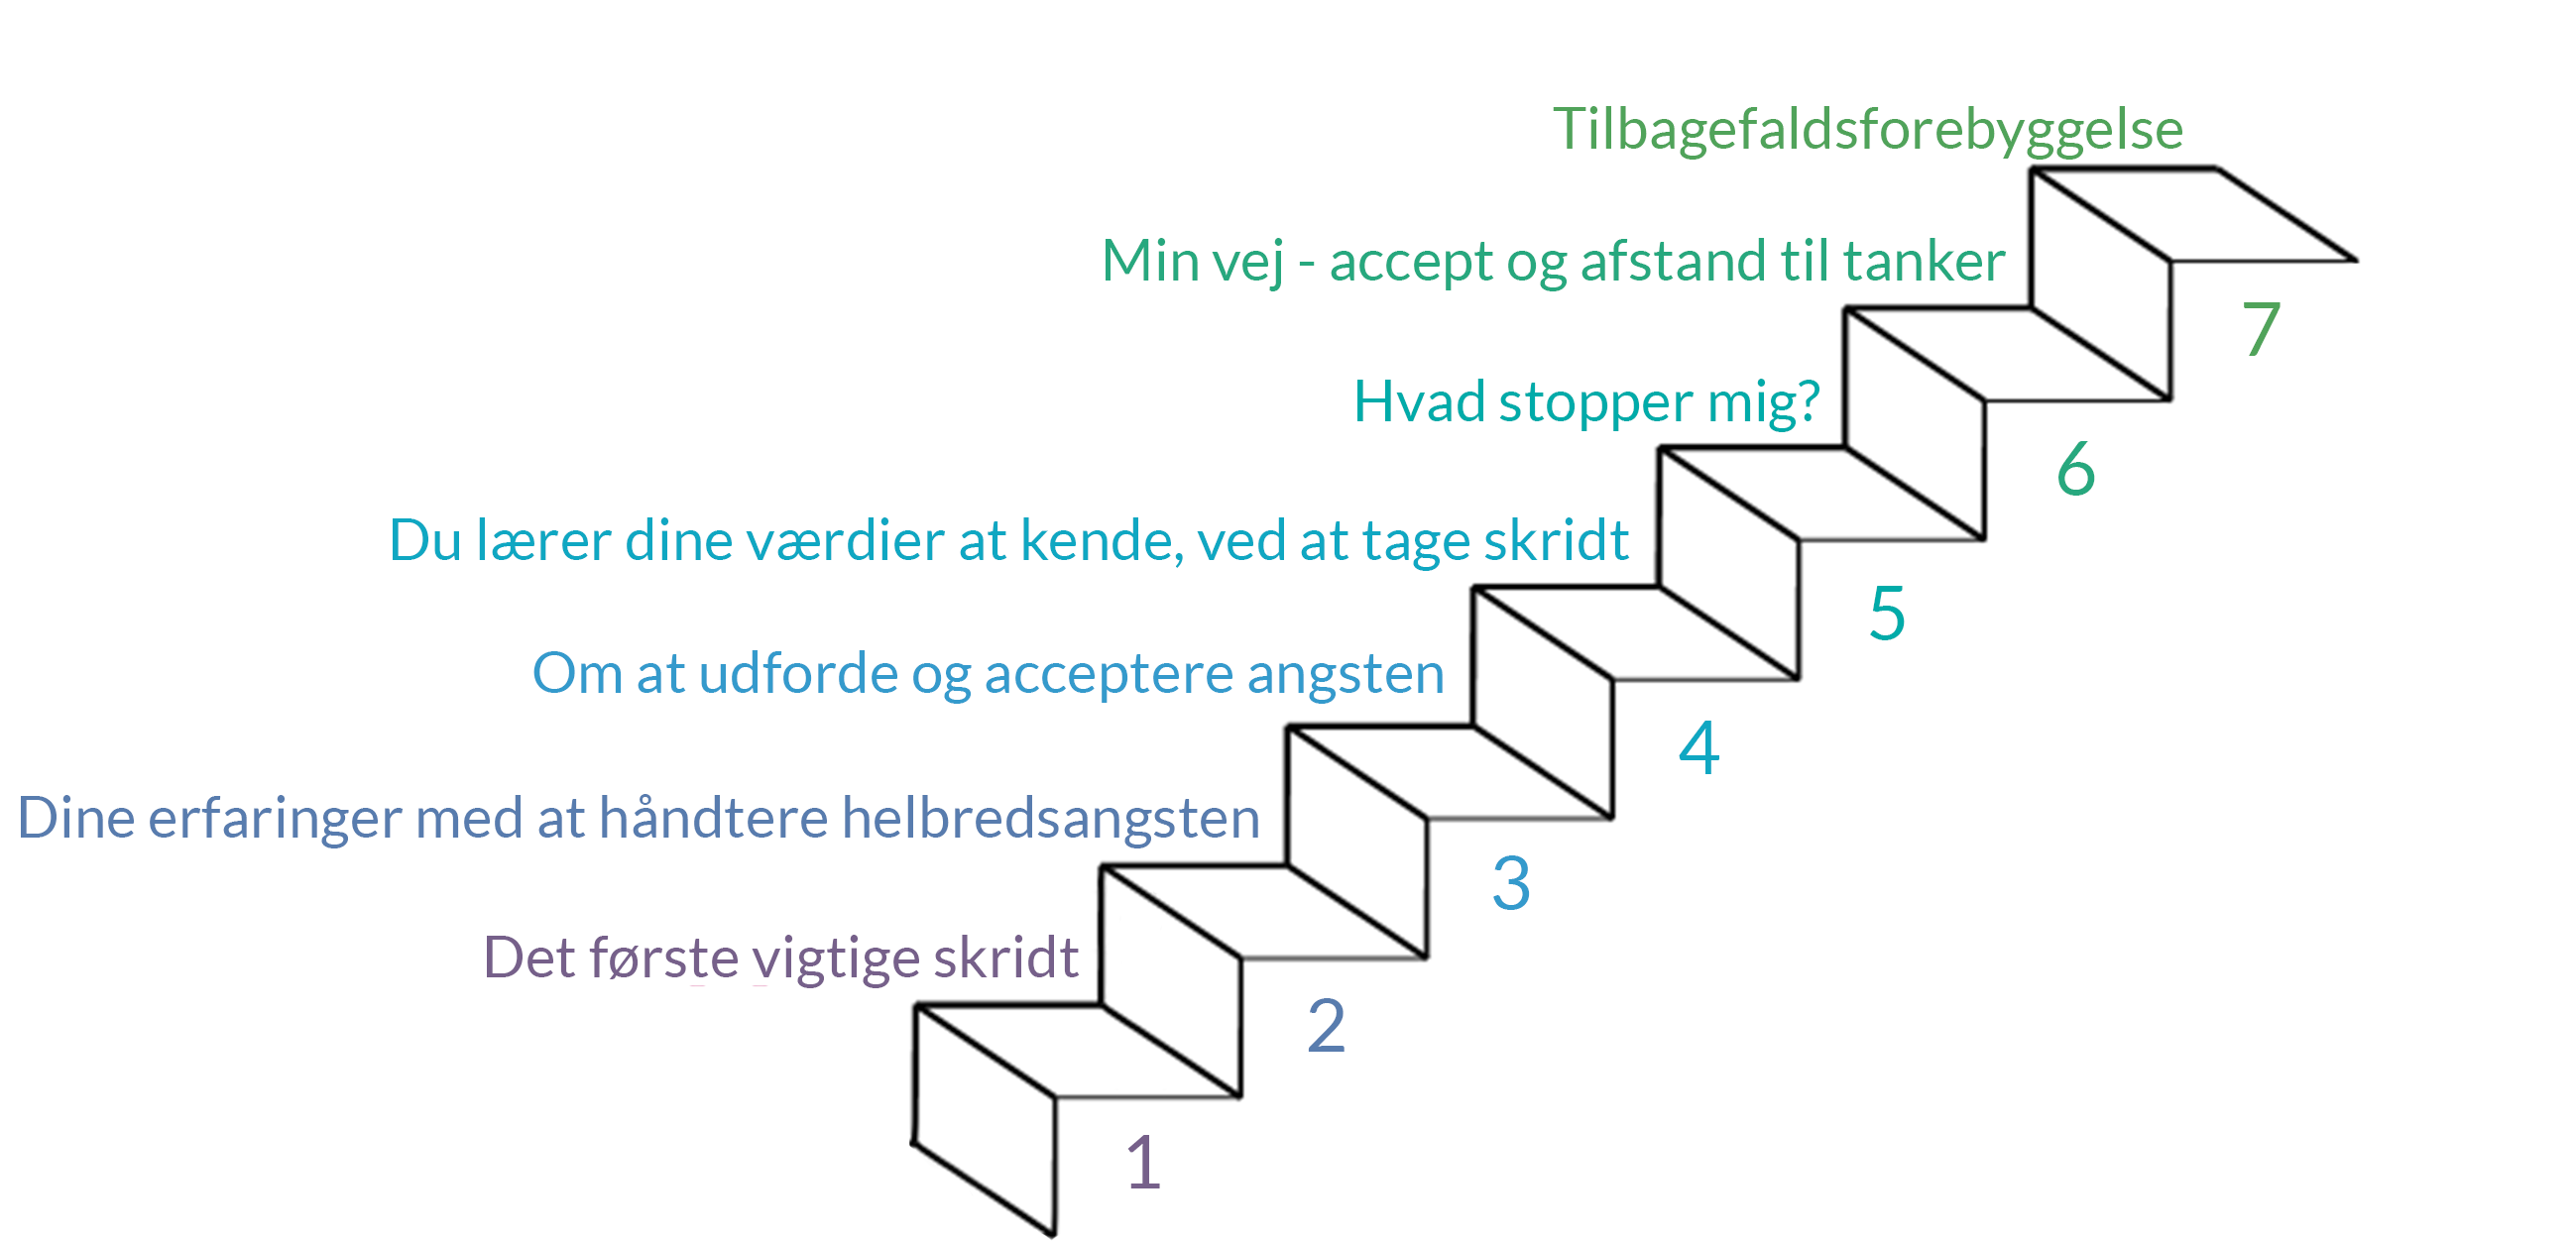 Tilbagefaldsforebyggelse
Min vej - accept og afstand til tanker
7
Hvad stopper mig?
6
Du lærer dine værdier at kende, ved at tage skridt
5
Om at udforde og acceptere angsten
4
Dine erfaringer med at håndtere helbredsangsten
3
Det første vigtige skridt
2
1